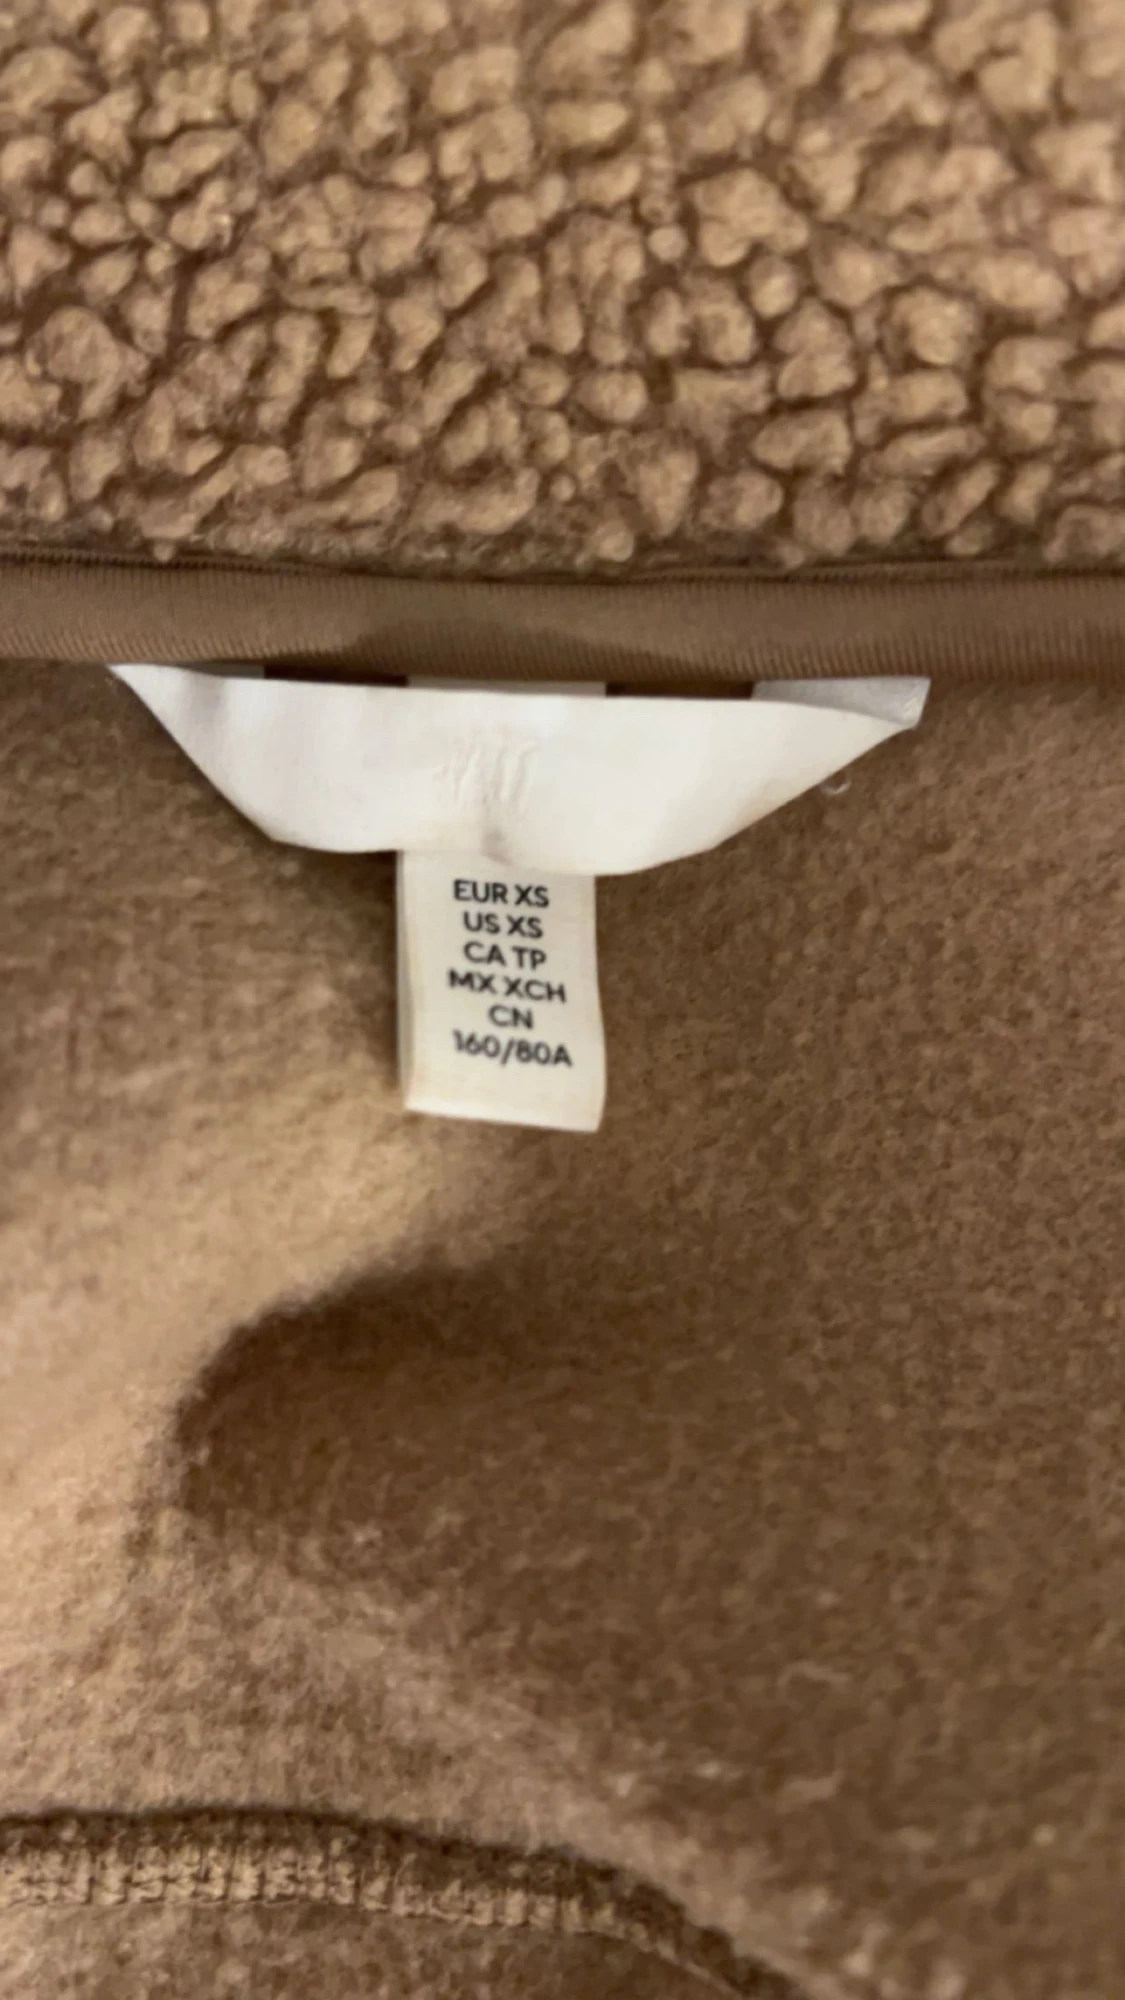 EUR XS
US XS
CA TP
MX XCH
CN
160/80A